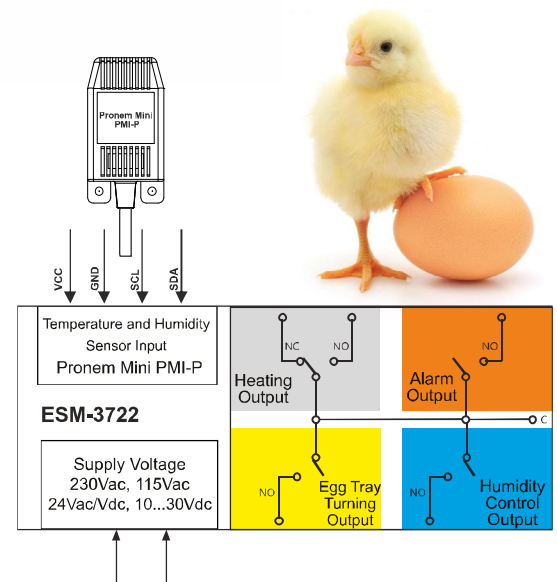 Pronem Mini
PMI-P
VCC
GND
SCL
SDA
Temperature and Humidity
Sensor Input
Pronem Mini PMI-P
ESM-3722
Supply Voltage
230Vac, 115Vac
24Vac/Vdc, 10...30Vdc
NC
NO
Heating
Output
NO
Alarm
Output
C
NO
Egg Tray
Turning
Output
NO
Humidity
Control
Output